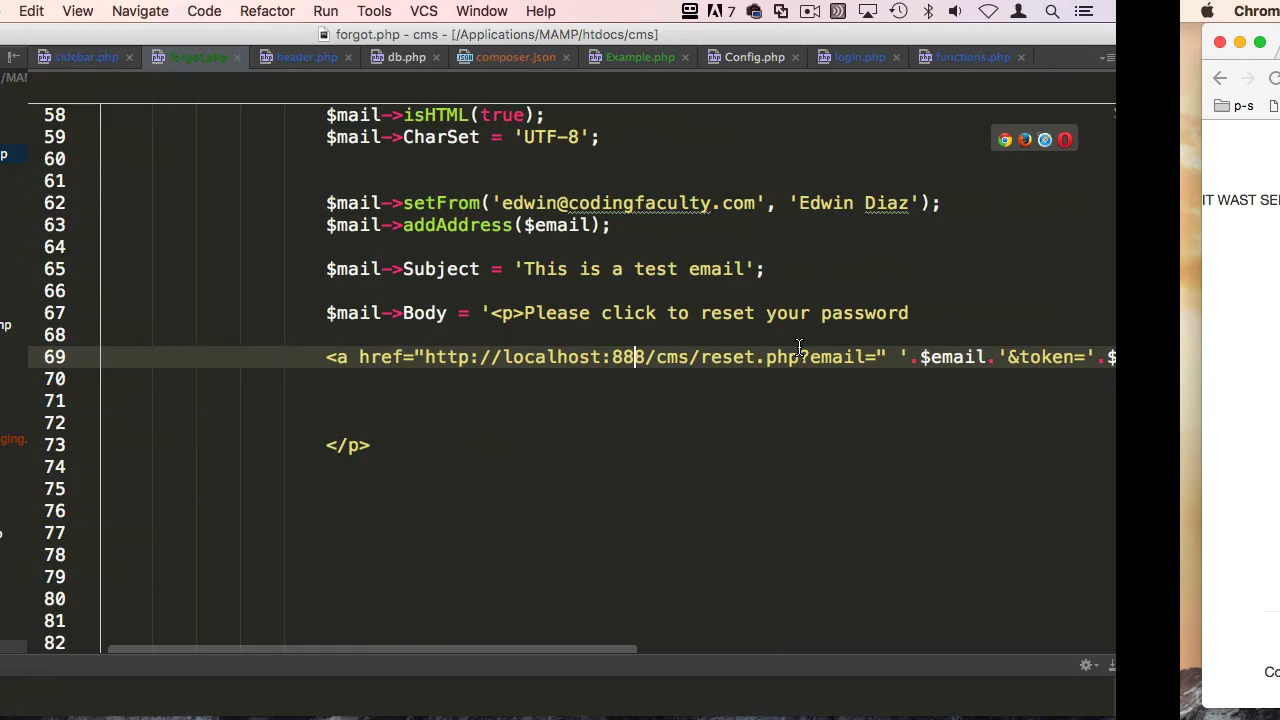 Edit View Navigate Code Refactor Run Tools VCS Window Help 7 Chrom
forgot.php - cms - [/Applications/MAMP/htdocs/cms]
sidebar.php forgot.php header.php db.php composer.json Example.php Config.php login.php functions.php
/MA
p-s
58 $mail->isHTML(true);
59 $mail->CharSet = 'UTF-8';
60
61
62 $mail->setFrom('edwin@codingfaculty.com', 'Edwin Diaz');
IT WAST SE
63 $mail->addAddress($email);
64
65 $mail->Subject = 'This is a test email';
66
67 $mail->Body = '<p>Please click to reset your password
68
69 <a href="http://localhost:888/cms/reset.php?email=" '.$email.'&token='.$
70
71
72
ging.
73 </p>
74
75
76
77
78
79
80
81
82
Co